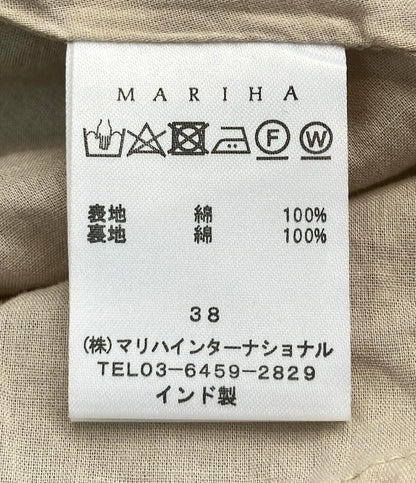 MARIHA
F W
表地 綿 100%
裏地 綿 100%
38
(株)マリハインターナショナル
TEL03-6459-2829
インド製